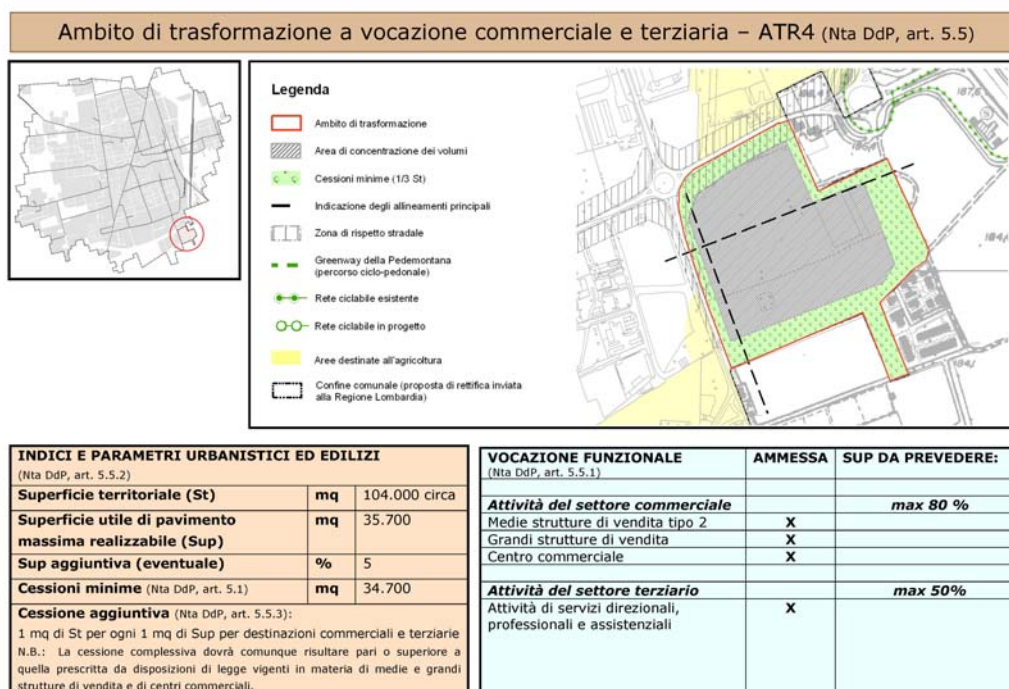 Ambito di trasformazione a vocazione commerciale e terziaria – ATR4 (Nta DdP, art. 5.5)
Legenda
Ambito di trasformazione
Area di concentrazione dei volumi
Cessioni minime (1/3 St)
Indicazione degli allineamenti principali
Zona di rispetto stradale
Greenway della Pedemontana
(percorso ciclo-pedonale)
Rete ciclabile esistente
Rete ciclabile in progetto
Aree destinate all'agricoltura
Confine comunale (proposta di rettifica inviata
alla Regione Lombardia)
INDICI E PARAMETRI URBANISTICI ED EDILIZI
(Nta DdP, art. 5.5.2)
Superficie territoriale (St) mq 104.000 circa
Superficie utile di pavimento
massima realizzabile (Sup) mq 35.700
Sup aggiuntiva (eventuale) % 5
Cessioni minime (Nta DdP, art. 5.1) mq 34.700
Cessione aggiuntiva (Nta DdP, art. 5.5.3):
1 mq di St per ogni 1 mq di Sup per destinazioni commerciali e terziarie
N.B.: La cessione complessiva dovrà comunque risultare pari o superiore a
quella prescritta da disposizioni di legge vigenti in materia di medie e grandi
strutture di vendita e di centri commerciali.
VOCAZIONE FUNZIONALE AMMESSA SUP DA PREVEDERE:
(Nta DdP, art. 5.5.1)
Attività del settore commerciale max 80 %
Medie strutture di vendita tipo 2 X
Grandi strutture di vendita X
Centro commerciale X
Attività del settore terziario max 50%
Attività di servizi direzionali, X
professionali e assistenziali